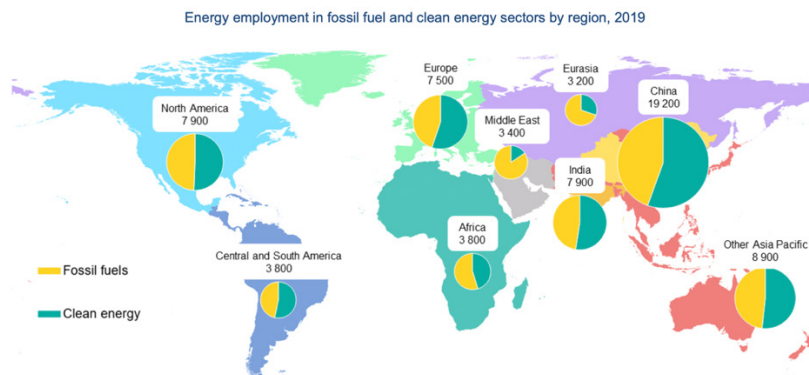 Energy employment in fossil fuel and clean energy sectors by region, 2019
Europe
7 500
Eurasia
3 200
China
19 200
North America
7 900
Middle East
3 400
India
7 900
Africa
3 800
Central and South America
3 800
Other Asia Pacific
8 900
Fossil fuels
Clean energy